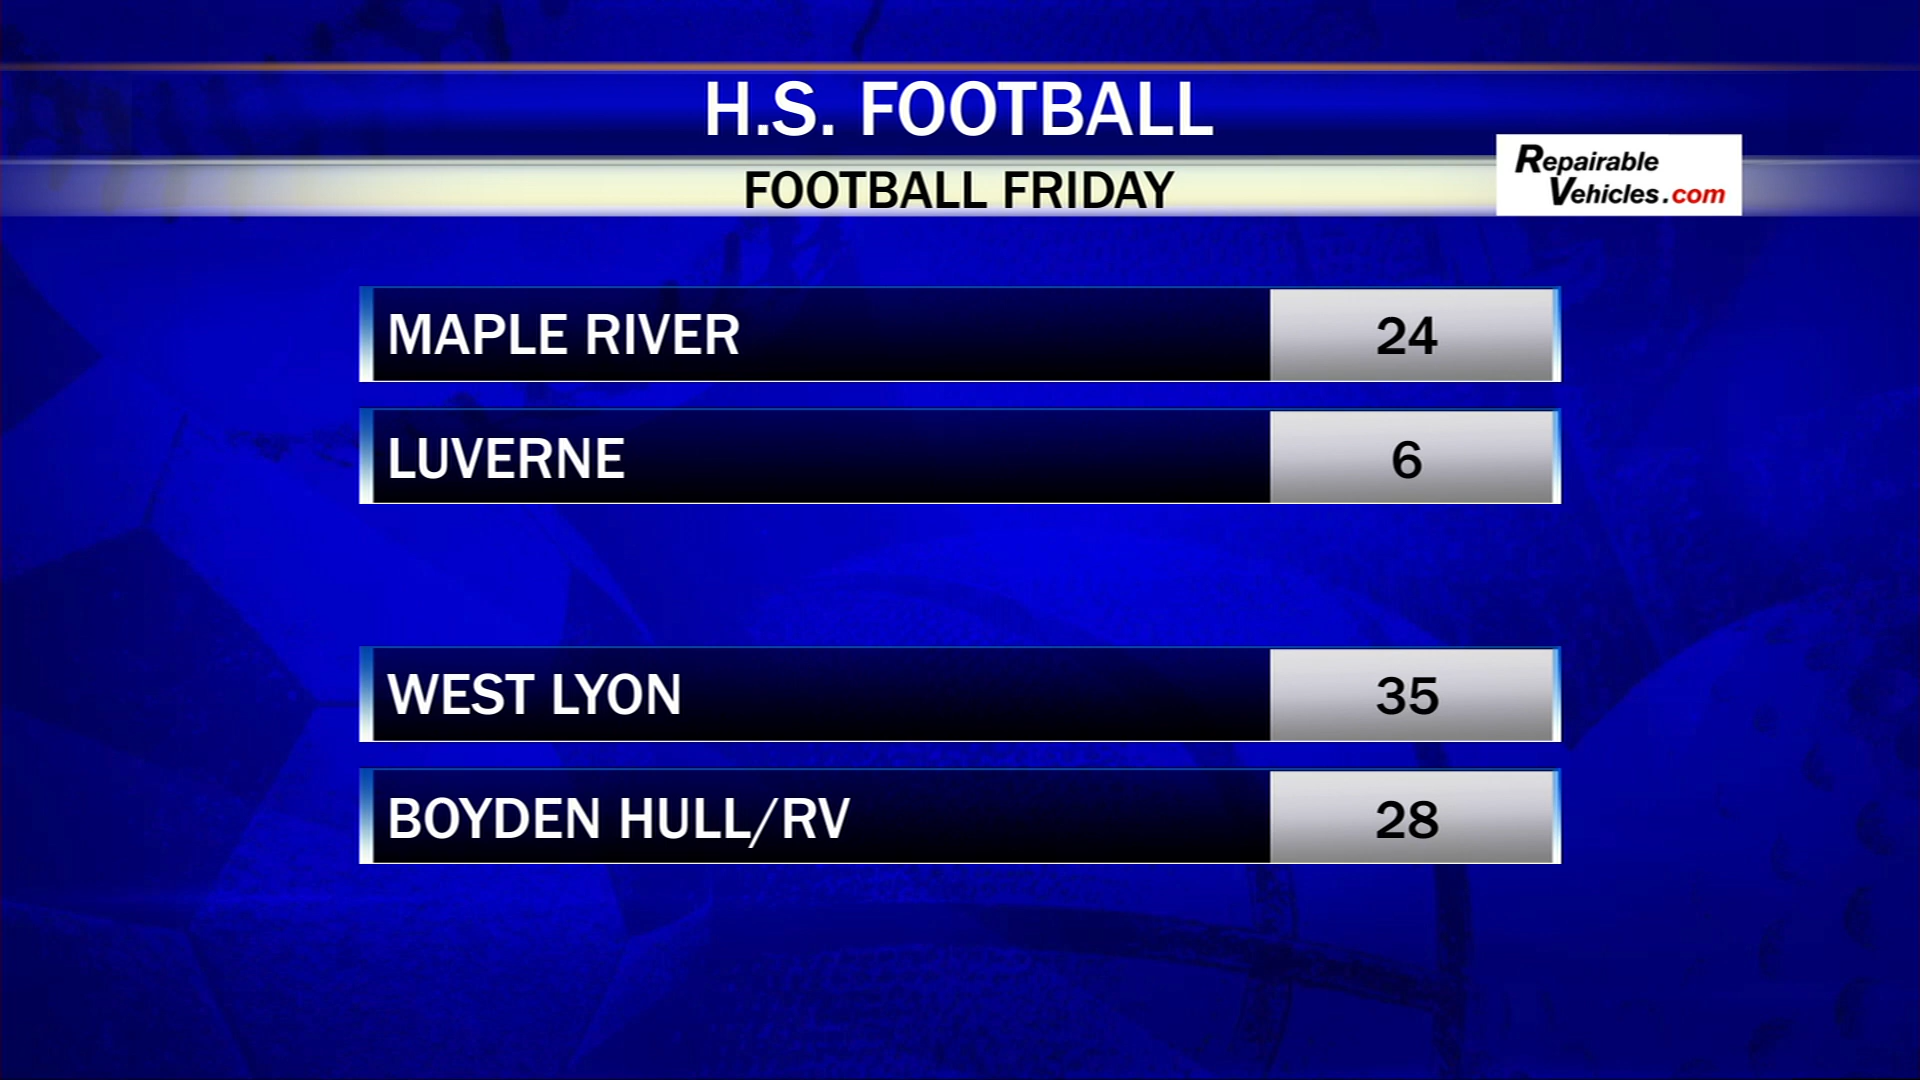 H.S. FOOTBALL
FOOTBALL FRIDAY
Repairable
Vehicles.com
MAPLE RIVER 24
LUVERNE 6
WEST LYON 35
BOYDEN HULL/RV 28